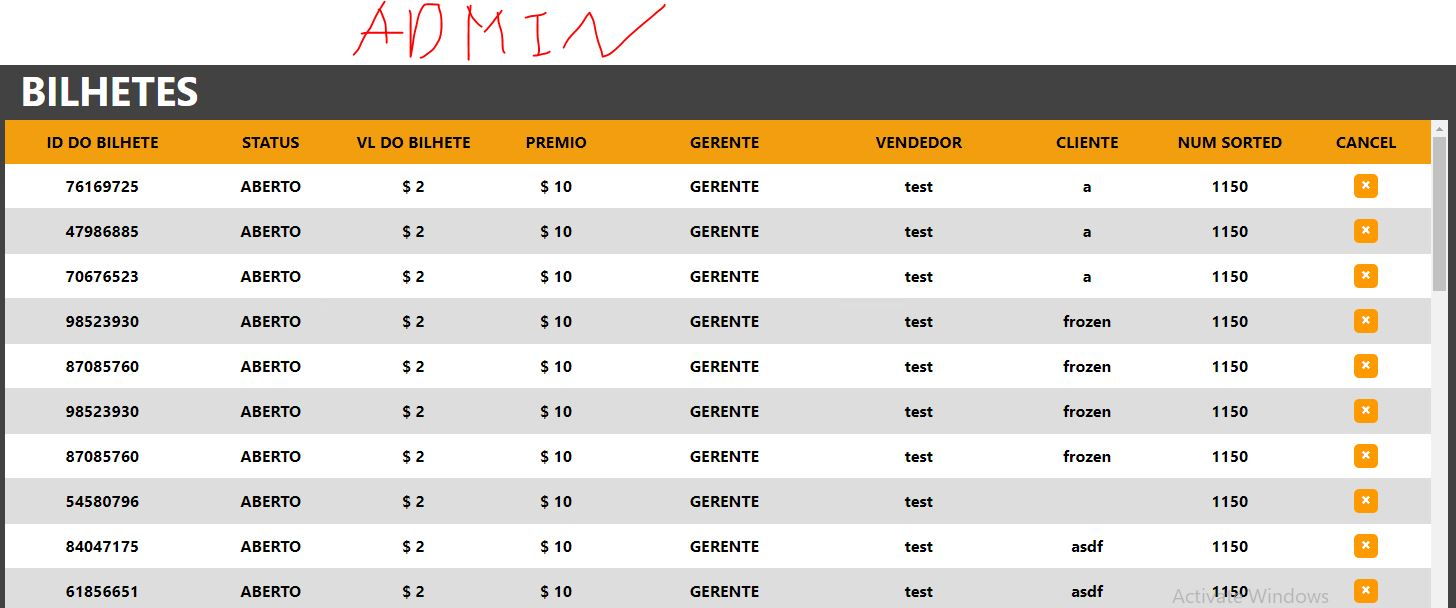 ADMIN
BILHETES
ID DO BILHETE STATUS VL DO BILHETE PREMIO GERENTE VENDEDOR CLIENTE NUM SORTED CANCEL
76169725 ABERTO $ 2 $ 10 GERENTE test a 1150 ×
47986885 ABERTO $ 2 $ 10 GERENTE test a 1150 ×
70676523 ABERTO $ 2 $ 10 GERENTE test a 1150 ×
98523930 ABERTO $ 2 $ 10 GERENTE test frozen 1150 ×
87085760 ABERTO $ 2 $ 10 GERENTE test frozen 1150 ×
98523930 ABERTO $ 2 $ 10 GERENTE test frozen 1150 ×
87085760 ABERTO $ 2 $ 10 GERENTE test frozen 1150 ×
54580796 ABERTO $ 2 $ 10 GERENTE test 1150 ×
84047175 ABERTO $ 2 $ 10 GERENTE test asdf 1150 ×
61856651 ABERTO $ 2 $ 10 GERENTE test asdf 1150 ×
Activate Windows